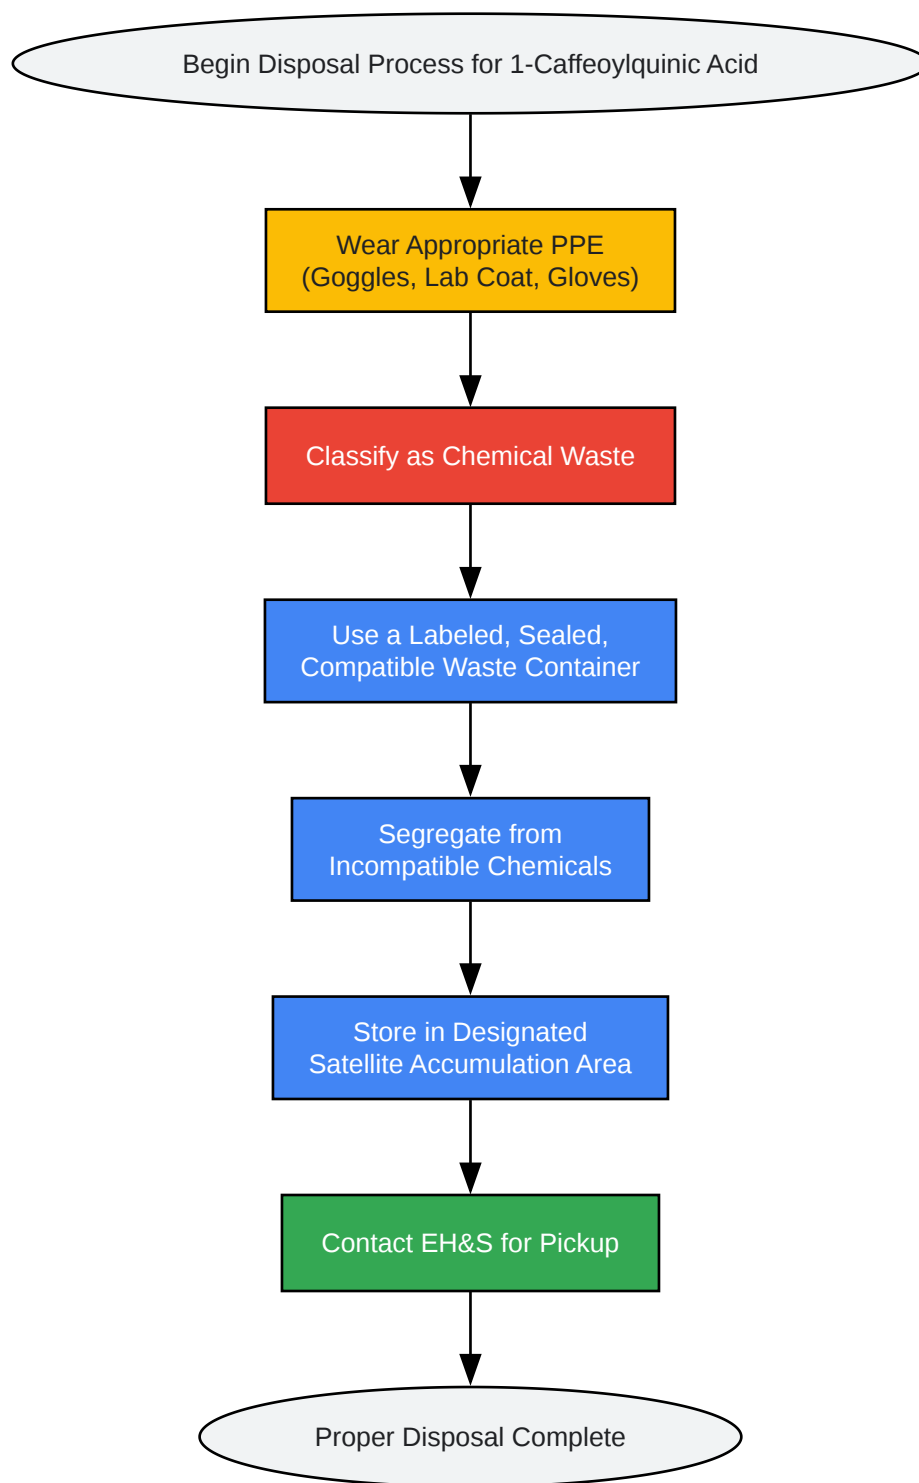 Begin Disposal Process for 1-Caffeoylquinic Acid
Wear Appropriate PPE
(Goggles, Lab Coat, Gloves)
Classify as Chemical Waste
Use a Labeled, Sealed,
Compatible Waste Container
Segregate from
Incompatible Chemicals
Store in Designated
Satellite Accumulation Area
Contact EH&S for Pickup
Proper Disposal Complete